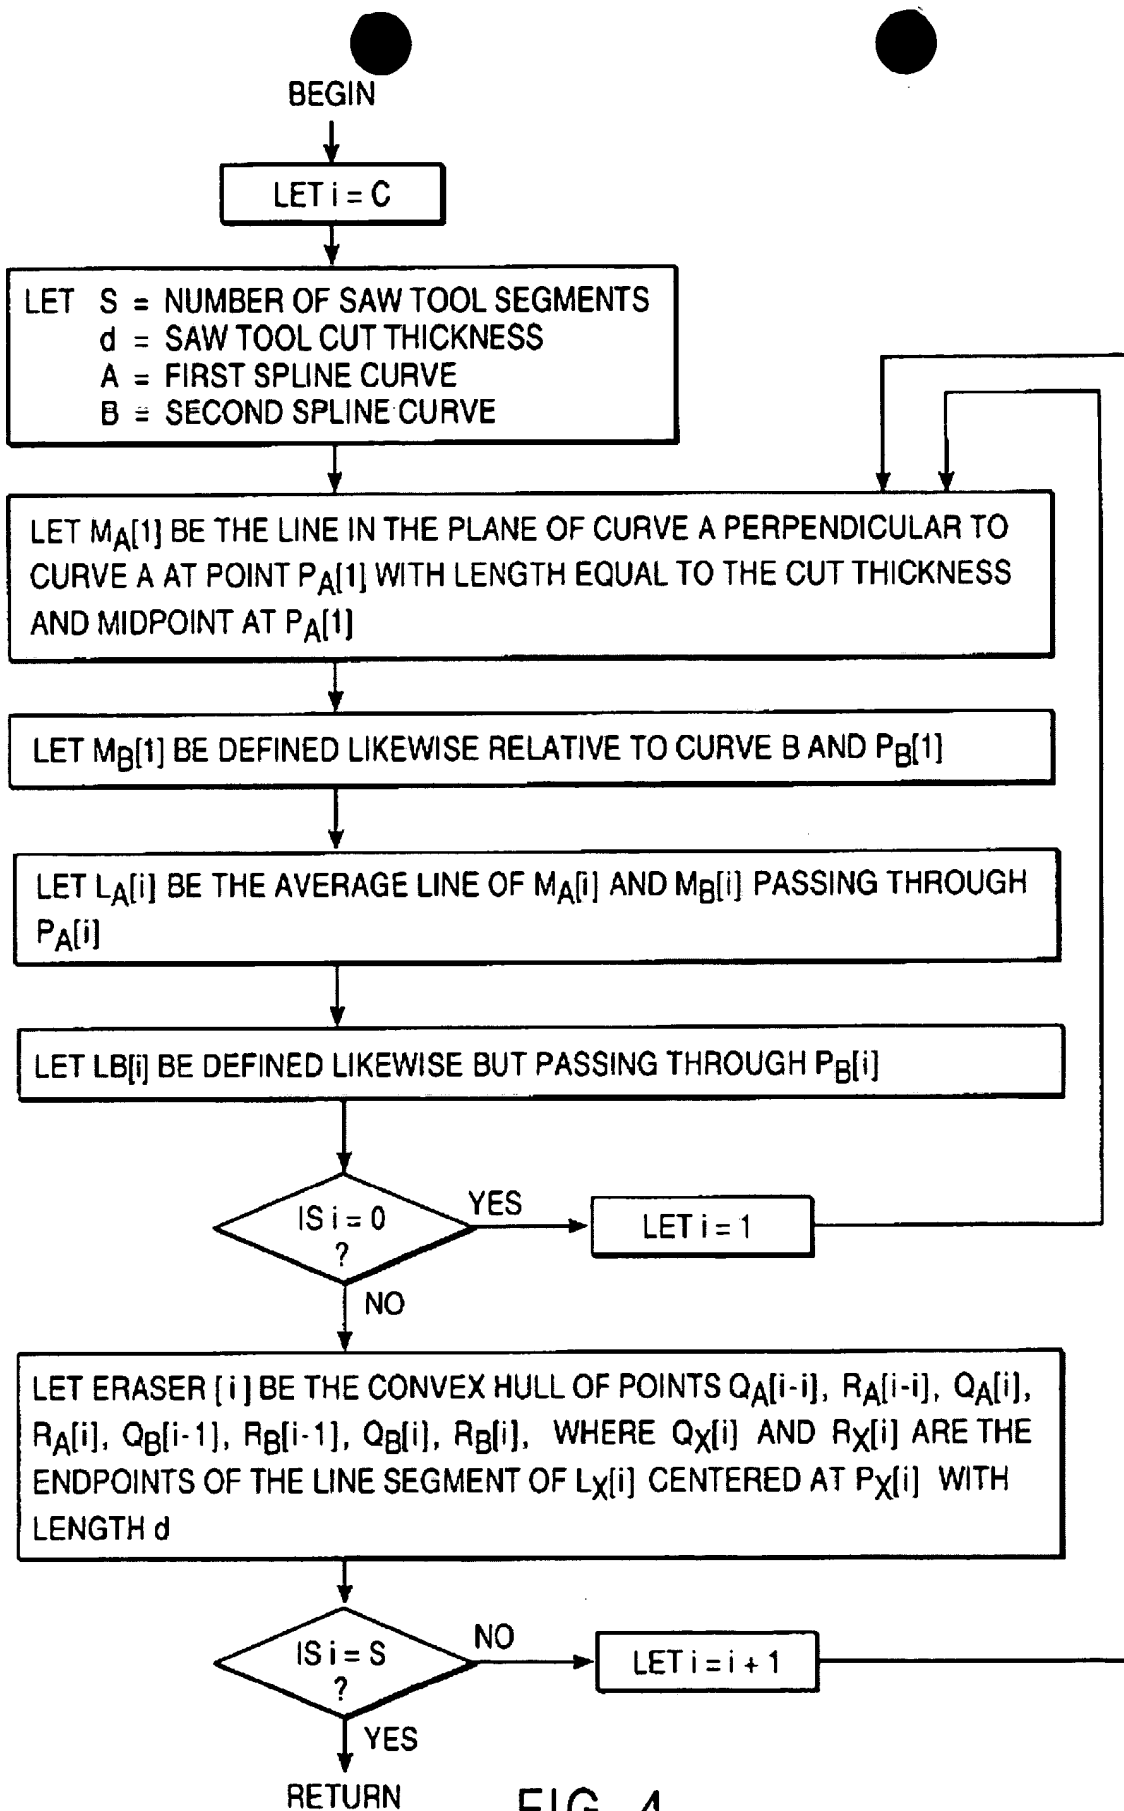 BEGIN
LET i = C
LET S = NUMBER OF SAW TOOL SEGMENTS
d = SAW TOOL CUT THICKNESS
A = FIRST SPLINE CURVE
B = SECOND SPLINE CURVE
LET MA[1] BE THE LINE IN THE PLANE OF CURVE A PERPENDICULAR TO
CURVE A AT POINT PA[1] WITH LENGTH EQUAL TO THE CUT THICKNESS
AND MIDPOINT AT PA[1]
LET MB[1] BE DEFINED LIKEWISE RELATIVE TO CURVE B AND PB[1]
LET LA[i] BE THE AVERAGE LINE OF MA[i] AND MB[i] PASSING THROUGH
PA[i]
LET LB[i] BE DEFINED LIKEWISE BUT PASSING THROUGH PB[i]
IS i = 0
?
YES
LET i = 1
NO
LET ERASER [i] BE THE CONVEX HULL OF POINTS QA[i-i], RA[i-i], QA[i],
RA[i], QB[i-1], RB[i-1], QB[i], RB[i], WHERE QX[i] AND RX[i] ARE THE
ENDPOINTS OF THE LINE SEGMENT OF LX[i] CENTERED AT PX[i] WITH
LENGTH d
IS i = S
?
NO
LET i = i + 1
YES
RETURN
FIG. 4